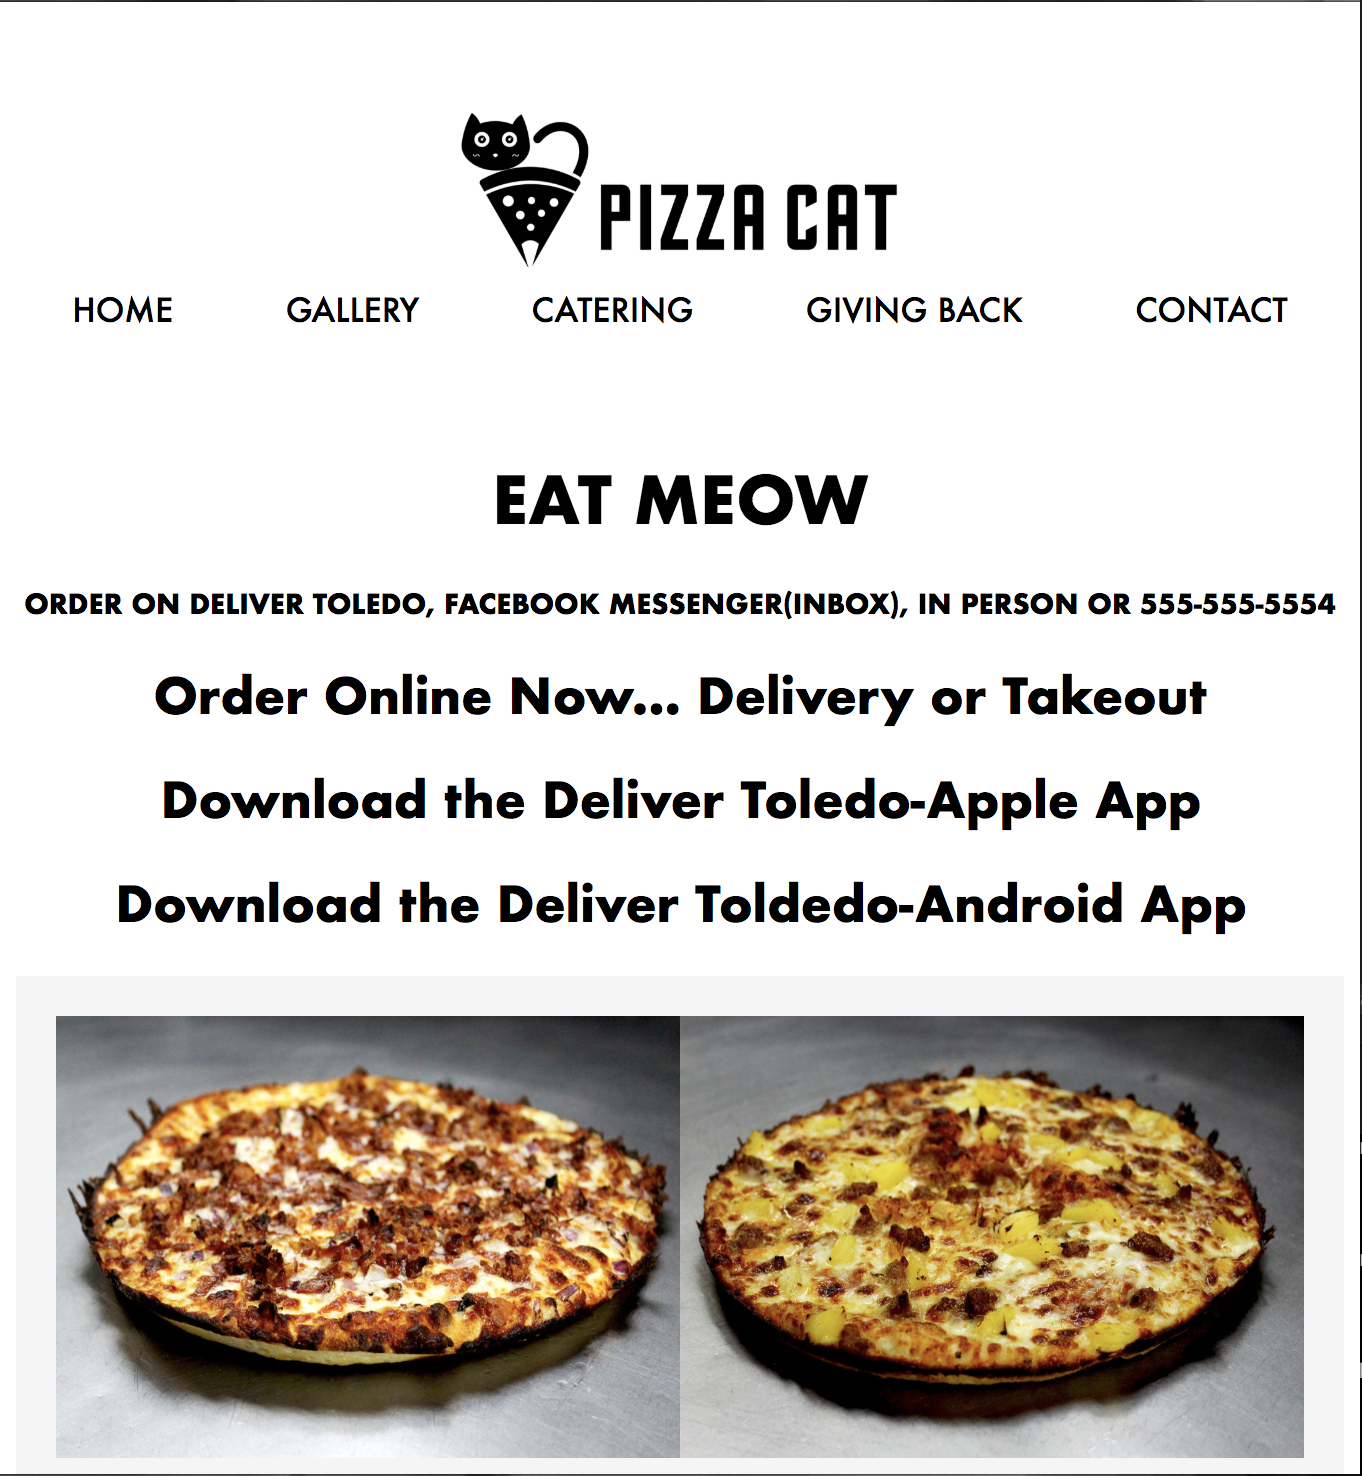 PIZZA CAT
HOME GALLERY CATERING GIVING BACK CONTACT
EAT MEOW
ORDER ON DELIVER TOLEDO, FACEBOOK MESSENGER(INBOX), IN PERSON OR 555-555-5554
Order Online Now... Delivery or Takeout
Download the Deliver Toledo-Apple App
Download the Deliver Toldedo-Android App